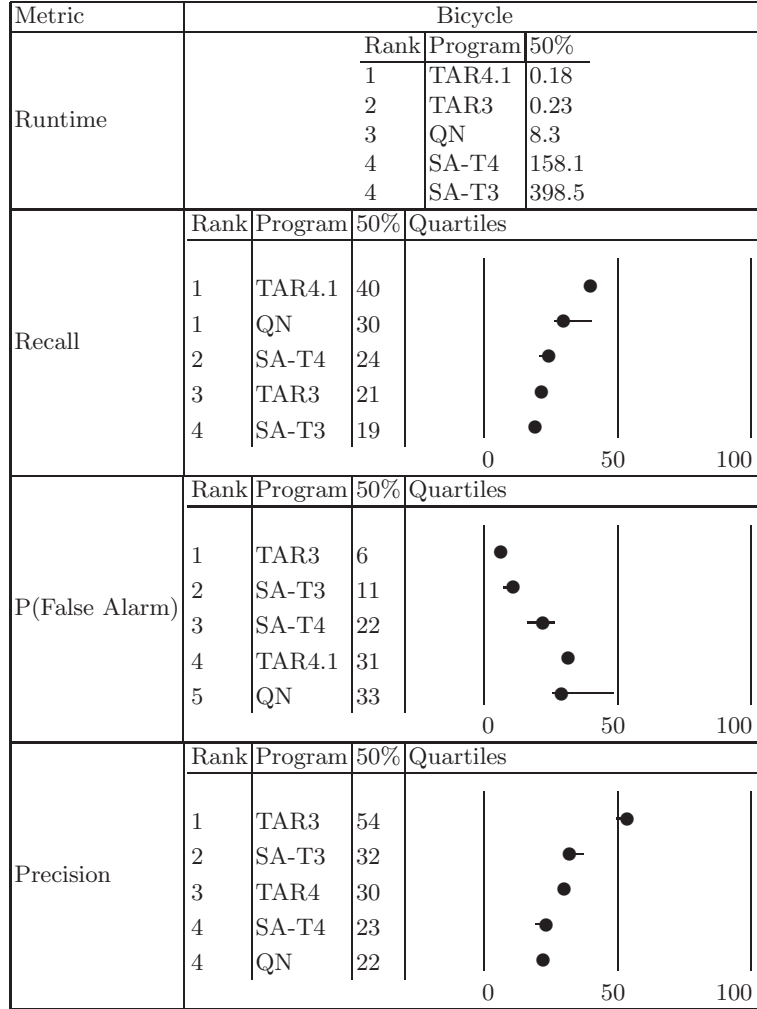 Metric Bicycle
Runtime
Rank Program 50%
1 TAR4.1 0.18
2 TAR3 0.23
3 QN 8.3
4 SA-T4 158.1
4 SA-T3 398.5
Recall
Rank Program 50% Quartiles
1 TAR4.1 40
1 QN 30
2 SA-T4 24
3 TAR3 21
4 SA-T3 19
0 50 100
P(False Alarm)
Rank Program 50% Quartiles
1 TAR3 6
2 SA-T3 11
3 SA-T4 22
4 TAR4.1 31
5 QN 33
0 50 100
Precision
Rank Program 50% Quartiles
1 TAR3 54
2 SA-T3 32
3 TAR4 30
4 SA-T4 23
4 QN 22
0 50 100